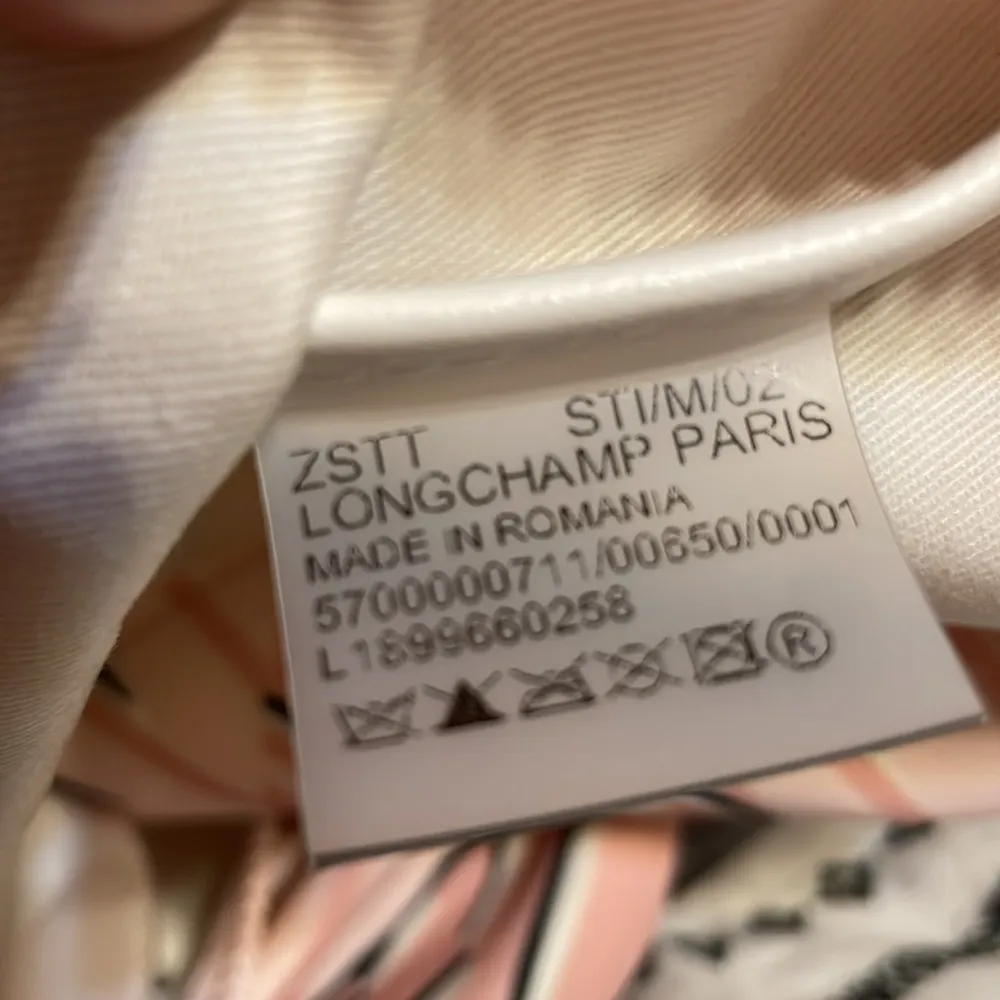 ZSTT STI/M/02
LONGCHAMP PARIS
MADE IN ROMANIA
5700000711/00650/0001
L1899660258
®